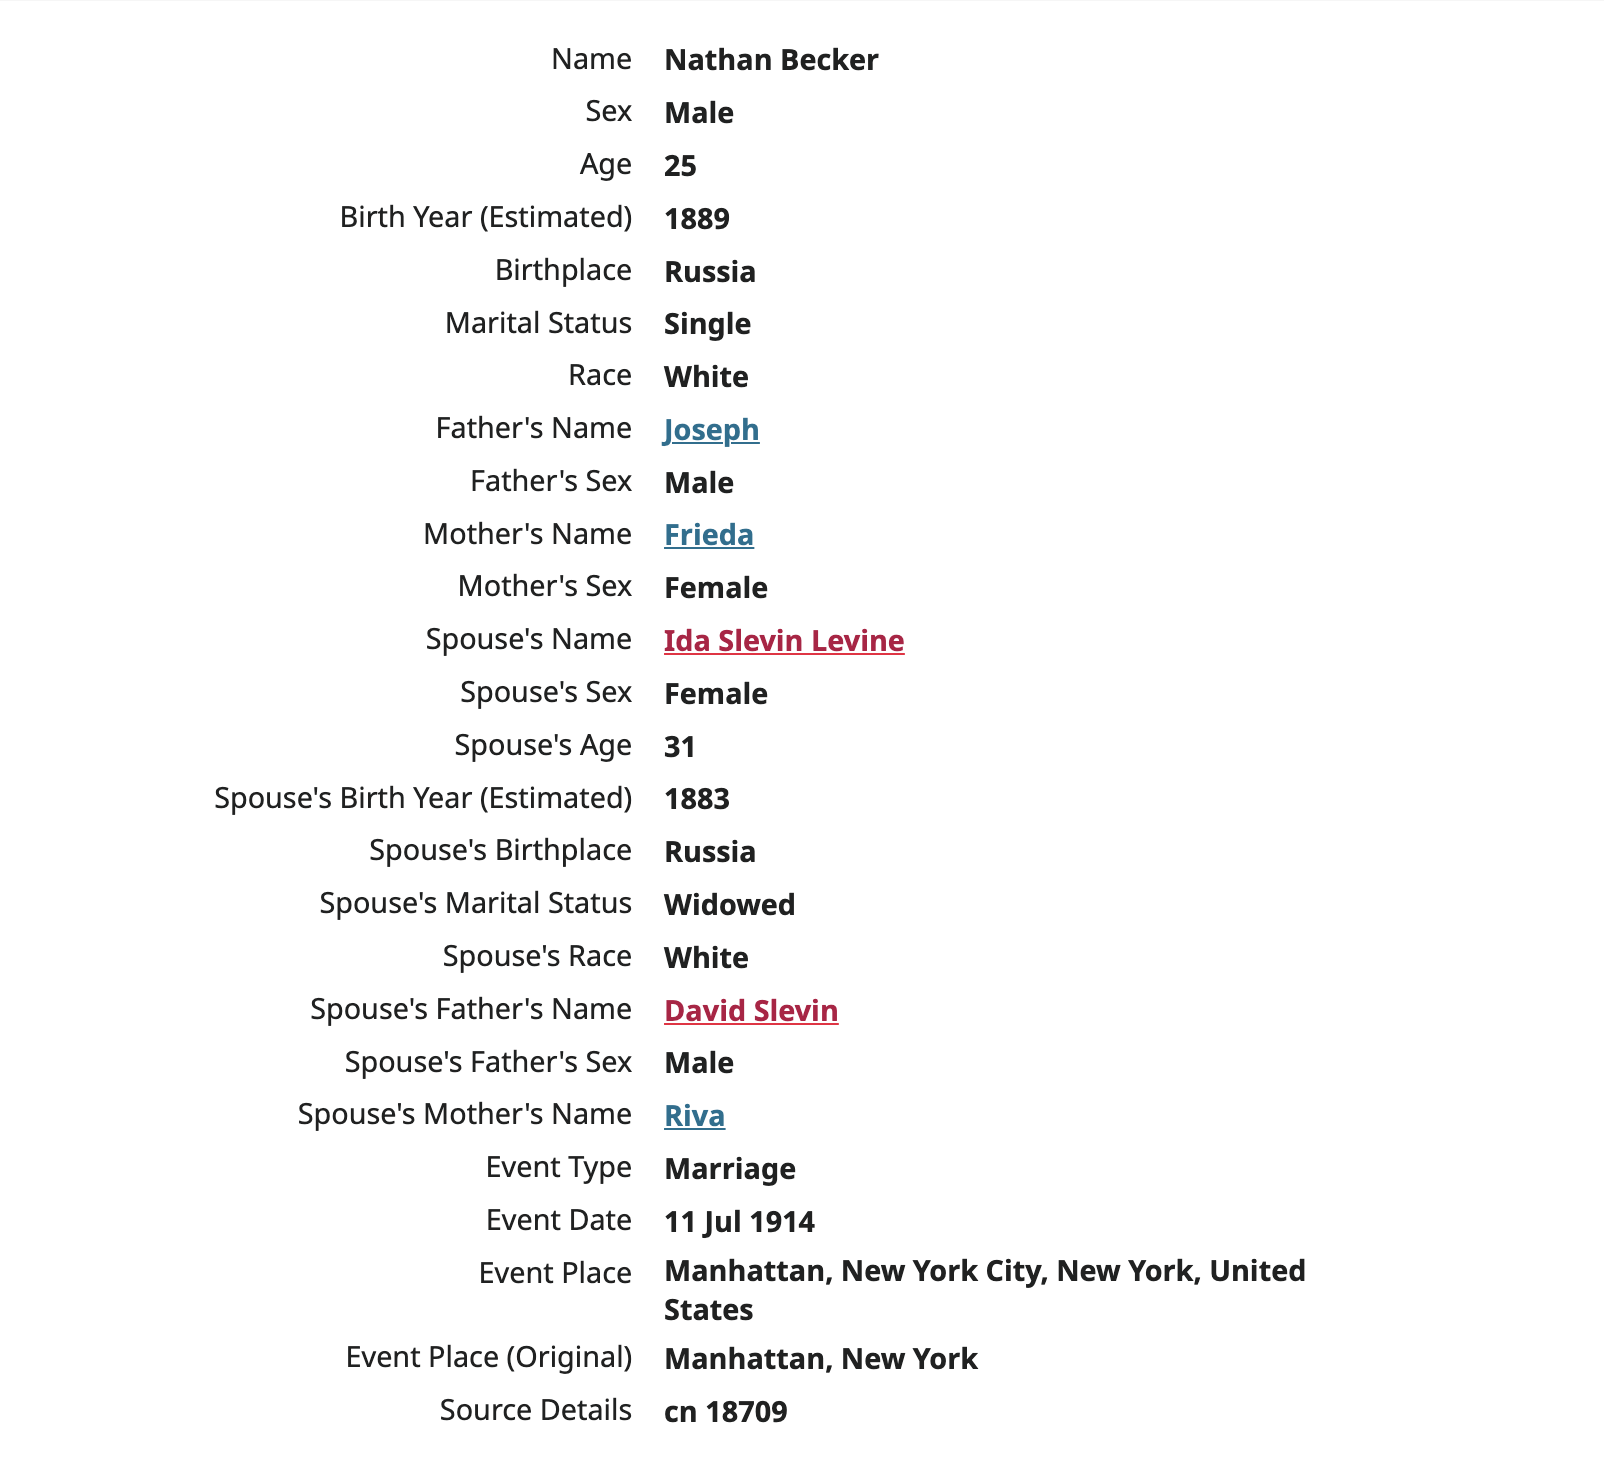 Name Nathan Becker
Sex Male
Age 25
Birth Year (Estimated) 1889
Birthplace Russia
Marital Status Single
Race White
Father's Name Joseph
Father's Sex Male
Mother's Name Frieda
Mother's Sex Female
Spouse's Name Ida Slevin Levine
Spouse's Sex Female
Spouse's Age 31
Spouse's Birth Year (Estimated) 1883
Spouse's Birthplace Russia
Spouse's Marital Status Widowed
Spouse's Race White
Spouse's Father's Name David Slevin
Spouse's Father's Sex Male
Spouse's Mother's Name Riva
Event Type Marriage
Event Date 11 Jul 1914
Event Place Manhattan, New York City, New York, United
States
Event Place (Original) Manhattan, New York
Source Details cn 18709